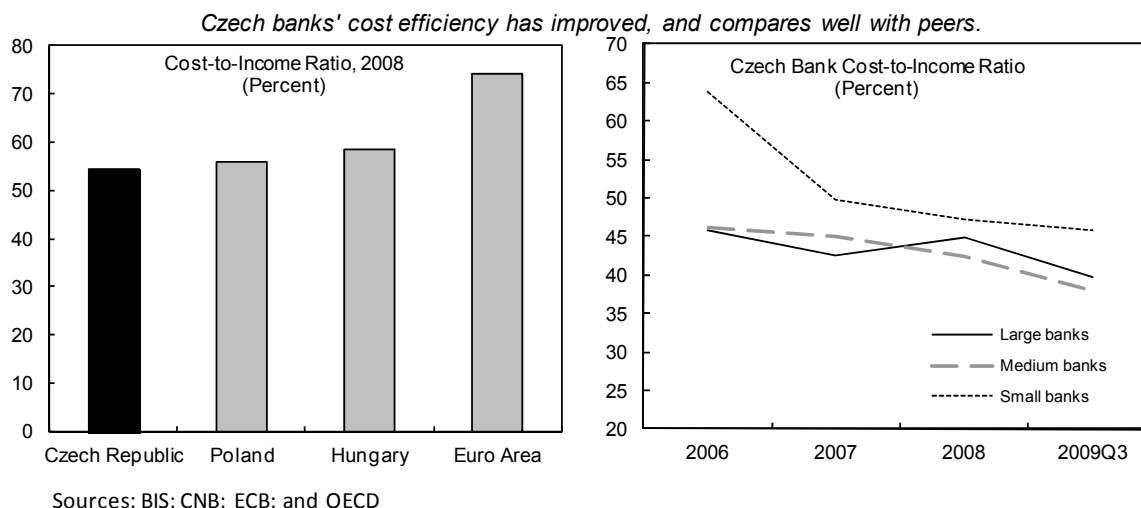 Czech banks' cost efficiency has improved, and compares well with peers.
Cost-to-Income Ratio, 2008
(Percent)
80
70
60
50
40
30
20
10
0
Czech Republic Poland Hungary Euro Area
Czech Bank Cost-to-Income Ratio
(Percent)
70
65
60
55
50
45
40
35
30
25
20
Large banks
Medium banks
Small banks
2006 2007 2008 2009Q3
Sources: BIS; CNB; ECB; and OECD